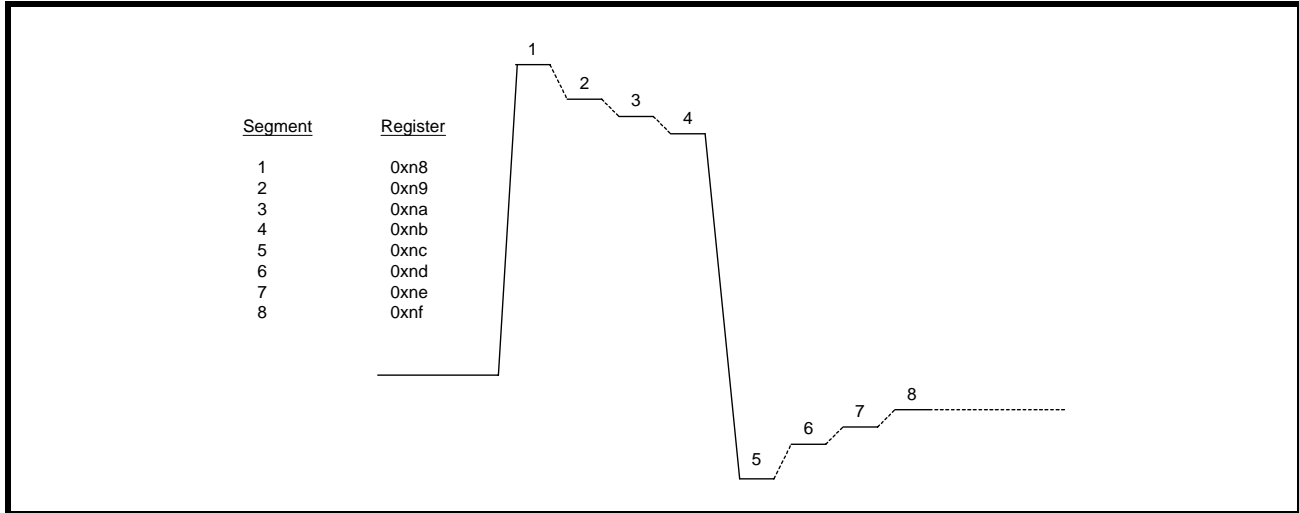 Segment Register
1 0xn8
2 0xn9
3 0xna
4 0xnb
5 0xnc
6 0xnd
7 0xne
8 0xnf
1
2
3
4
5
6
7
8